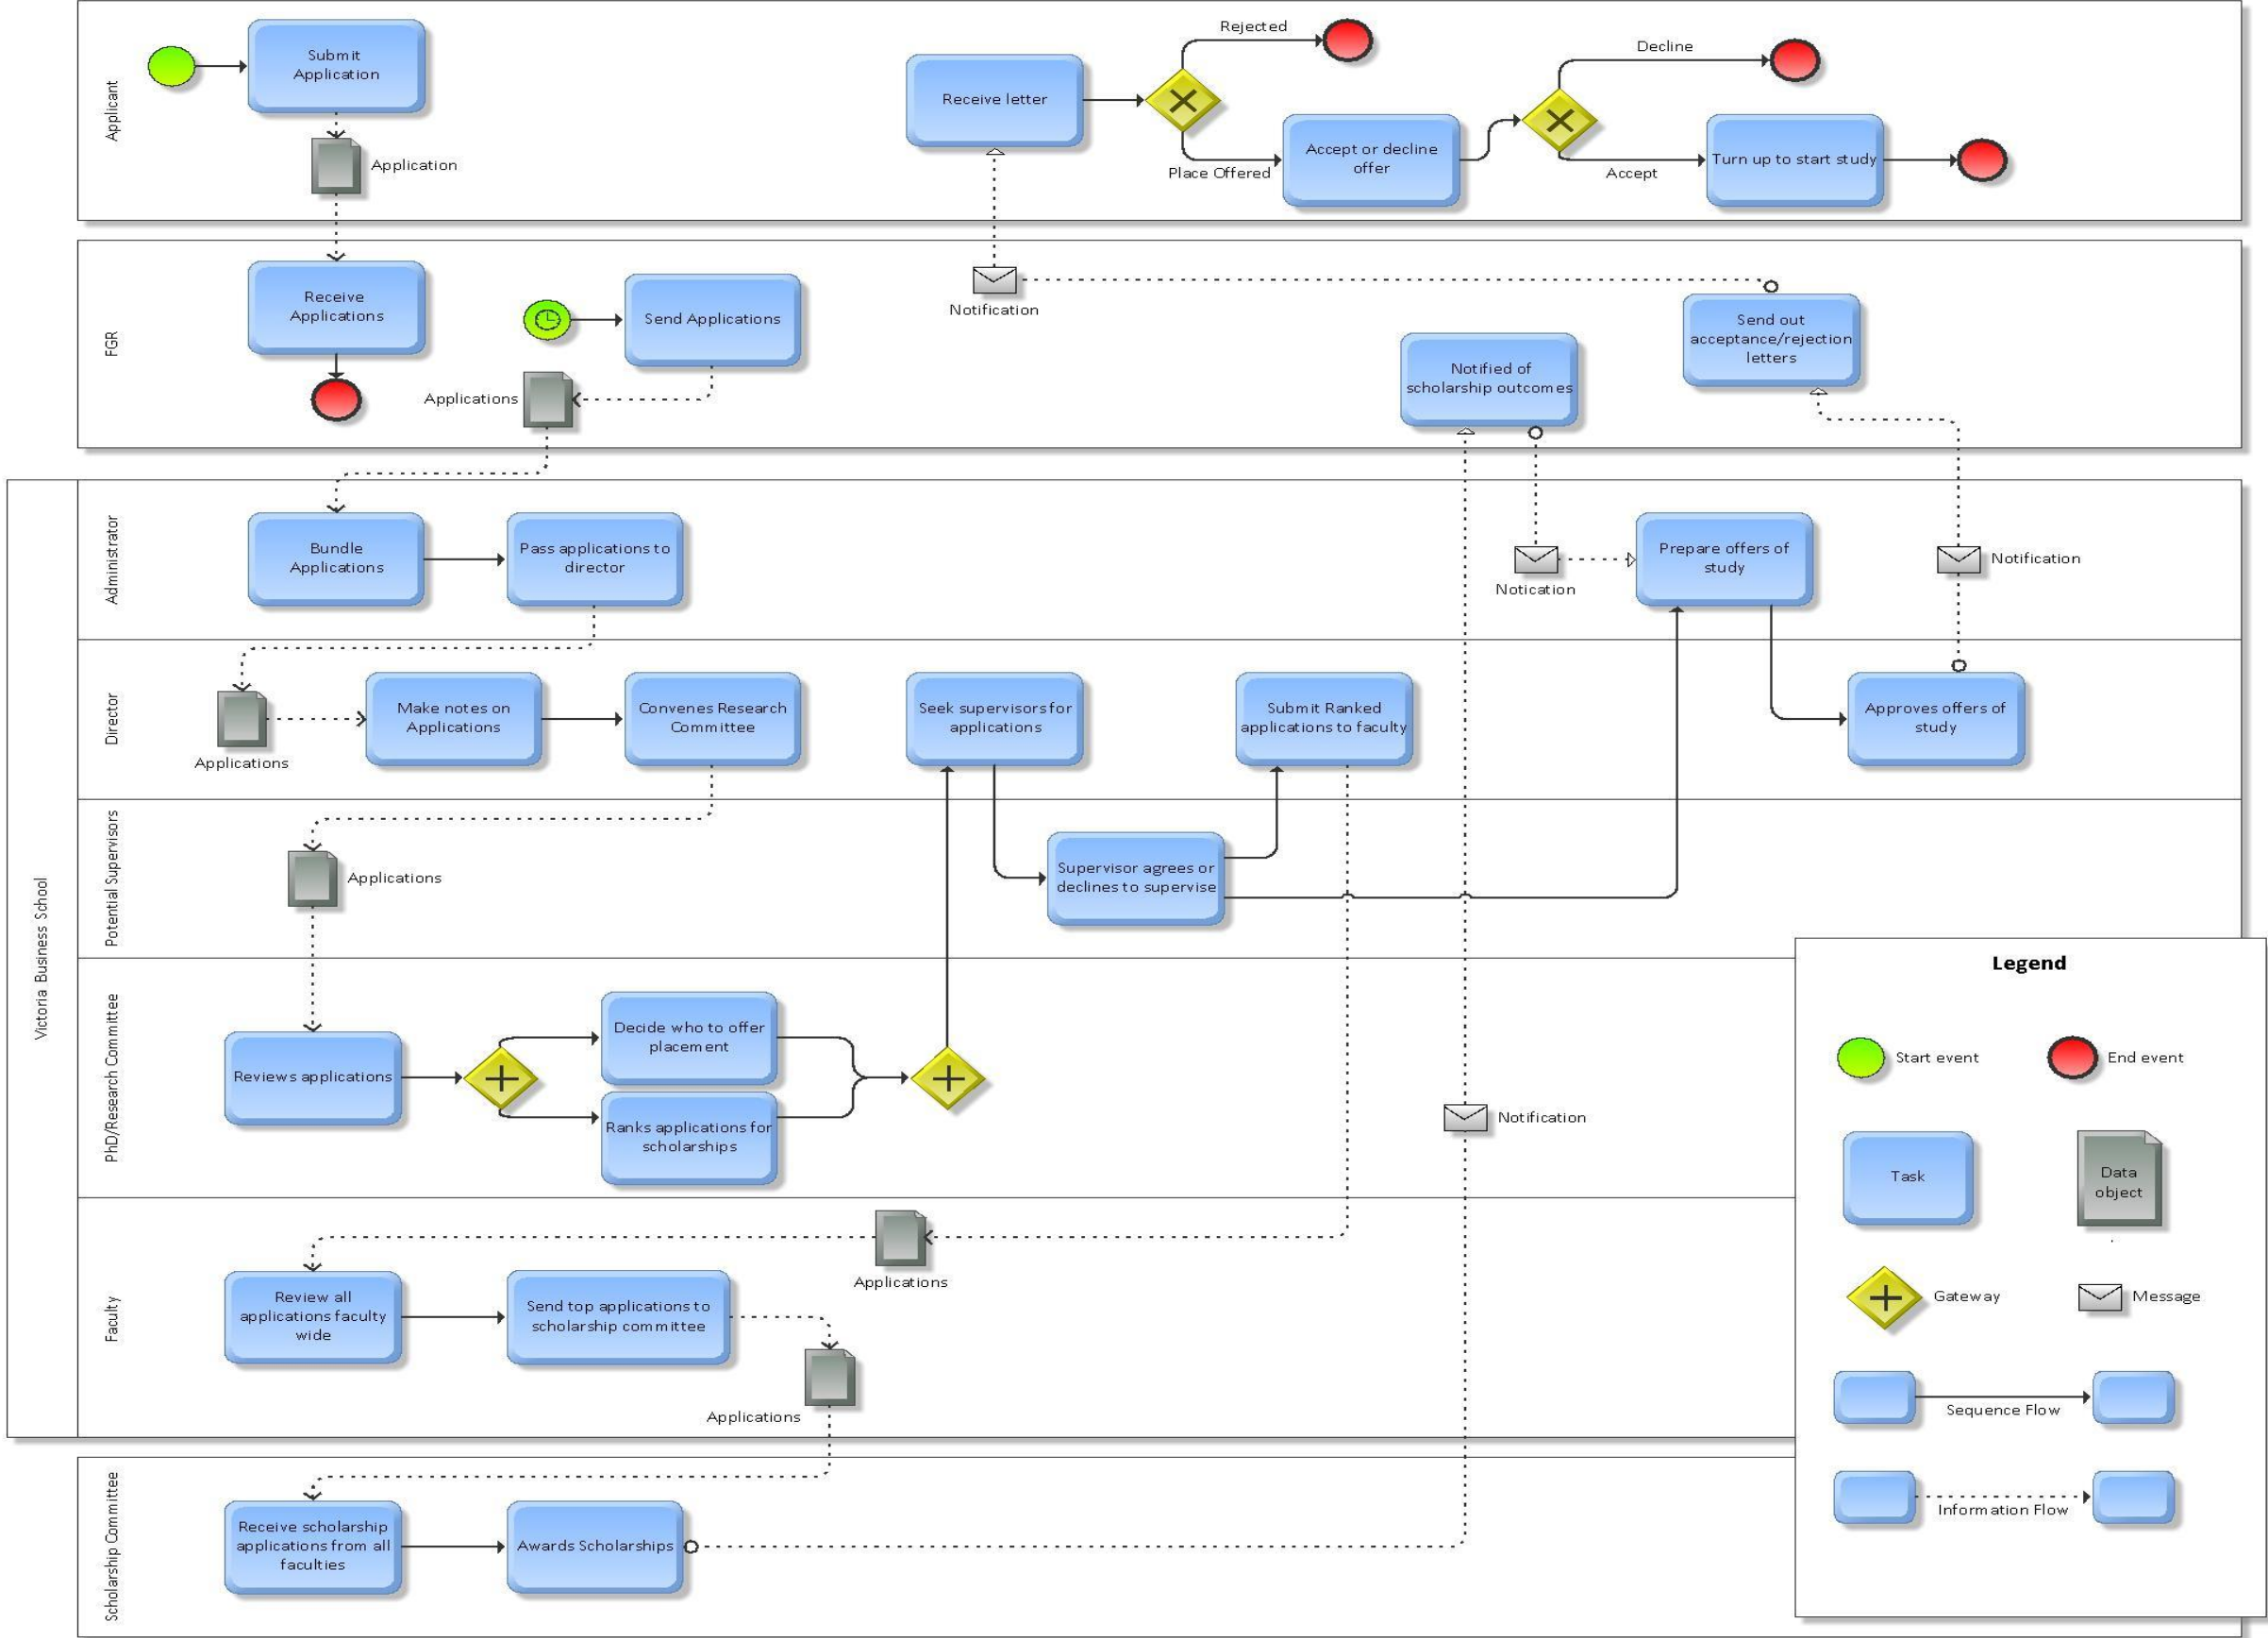 Applicant
Submit
Application
Application
Receive letter
Rejected
Place Offered
Accept or decline
offer
Decline
Accept
Turn up to start study
FGR
Receive
Applications
Send Applications
Applications
Notification
Notified of
scholarship outcomes
Send out
acceptance/rejection
letters
Victoria Business School
Administrator
Bundle
Applications
Pass applications to
director
Notication
Prepare offers of
study
Notification
Director
Applications
Make notes on
Applications
Convenes Research
Committee
Seek supervisors for
applications
Submit Ranked
applications to faculty
Approves offers of
study
Potential Supervisors
Applications
Supervisor agrees or
declines to supervise
PhD/Research Committee
Reviews applications
Decide who to offer
placement
Ranks applications for
scholarships
Notification
Faculty
Applications
Review all
applications faculty
wide
Send top applications to
scholarship committee
Applications
Scholarship Committee
Receive scholarship
applications from all
faculties
Awards Scholarships
Legend
Start event
End event
Task
Data
object
Gateway
Message
Sequence Flow
Information Flow